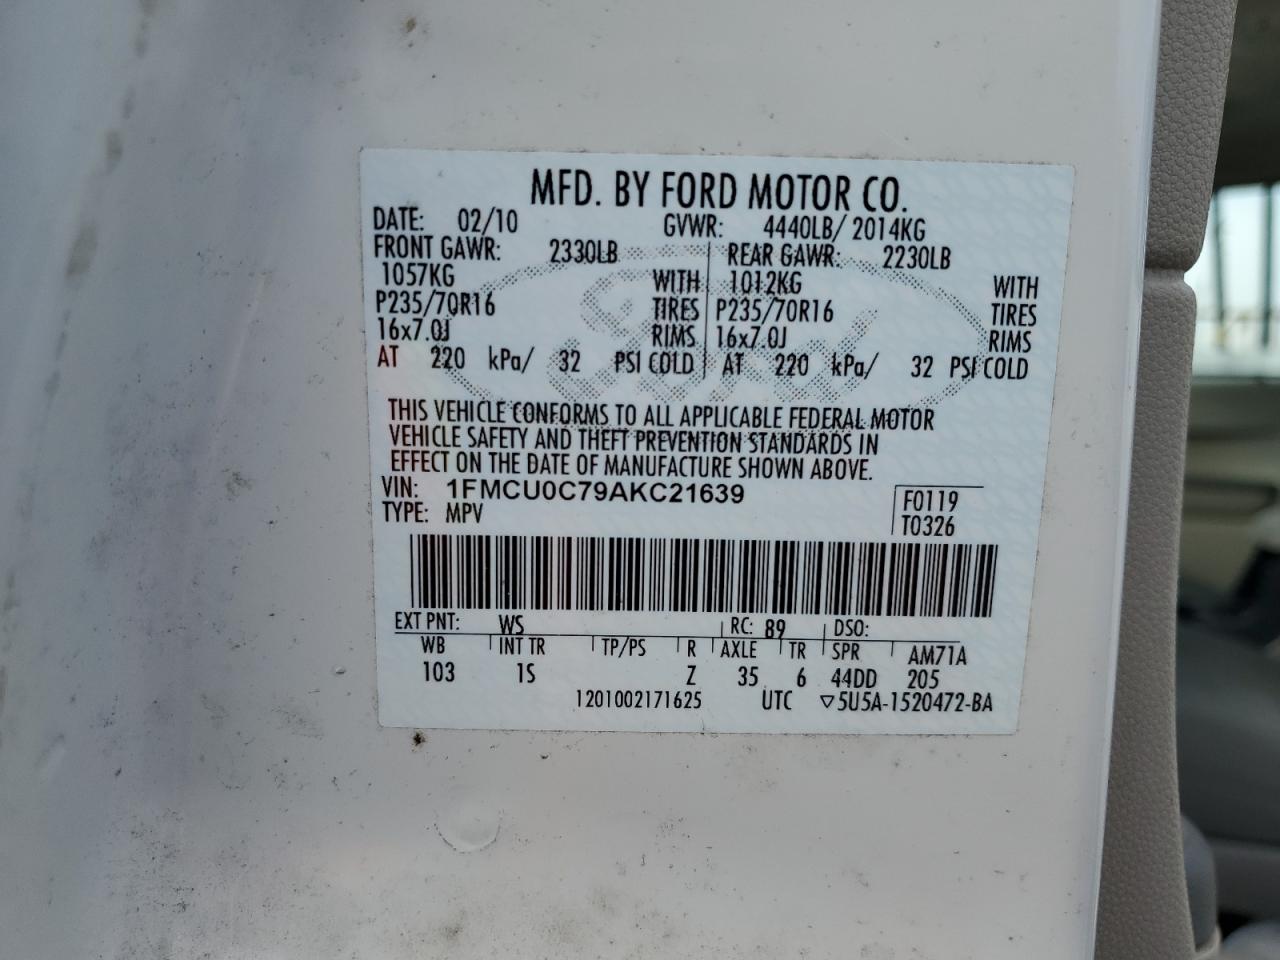 MFD. BY FORD MOTOR CO.
DATE: 02/10 GVWR: 4440LB/ 2014KG
FRONT GAWR: 2330LB REAR GAWR: 2230LB
1057KG WITH 1012KG WITH
P235/70R16 TIRES P235/70R16 TIRES
16x7.0J RIMS 16x7.0J RIMS
AT 220 kPa/ 32 PSI COLD AT 220 kPa/ 32 PSI COLD
Ford
THIS VEHICLE CONFORMS TO ALL APPLICABLE FEDERAL MOTOR
VEHICLE SAFETY AND THEFT PREVENTION STANDARDS IN
EFFECT ON THE DATE OF MANUFACTURE SHOWN ABOVE.
VIN: 1FMCU0C79AKC21639 F0119
TYPE: MPV T0326
EXT PNT: WS RC: 89 DSO:
WB INT TR TP/PS R AXLE TR SPR AM71A
103 1S Z 35 6 44DD 205
1201002171625 UTC ▽5U5A-1520472-BA